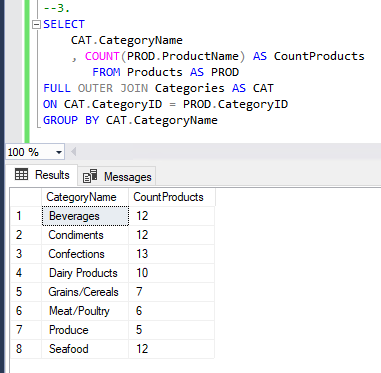 --3.
SELECT
CAT.CategoryName
, COUNT(PROD.ProductName) AS CountProducts
FROM Products AS PROD
FULL OUTER JOIN Categories AS CAT
ON CAT.CategoryID = PROD.CategoryID
GROUP BY CAT.CategoryName
100 %
Results Messages
CategoryName CountProducts
1 Beverages 12
2 Condiments 12
3 Confections 13
4 Dairy Products 10
5 Grains/Cereals 7
6 Meat/Poultry 6
7 Produce 5
8 Seafood 12